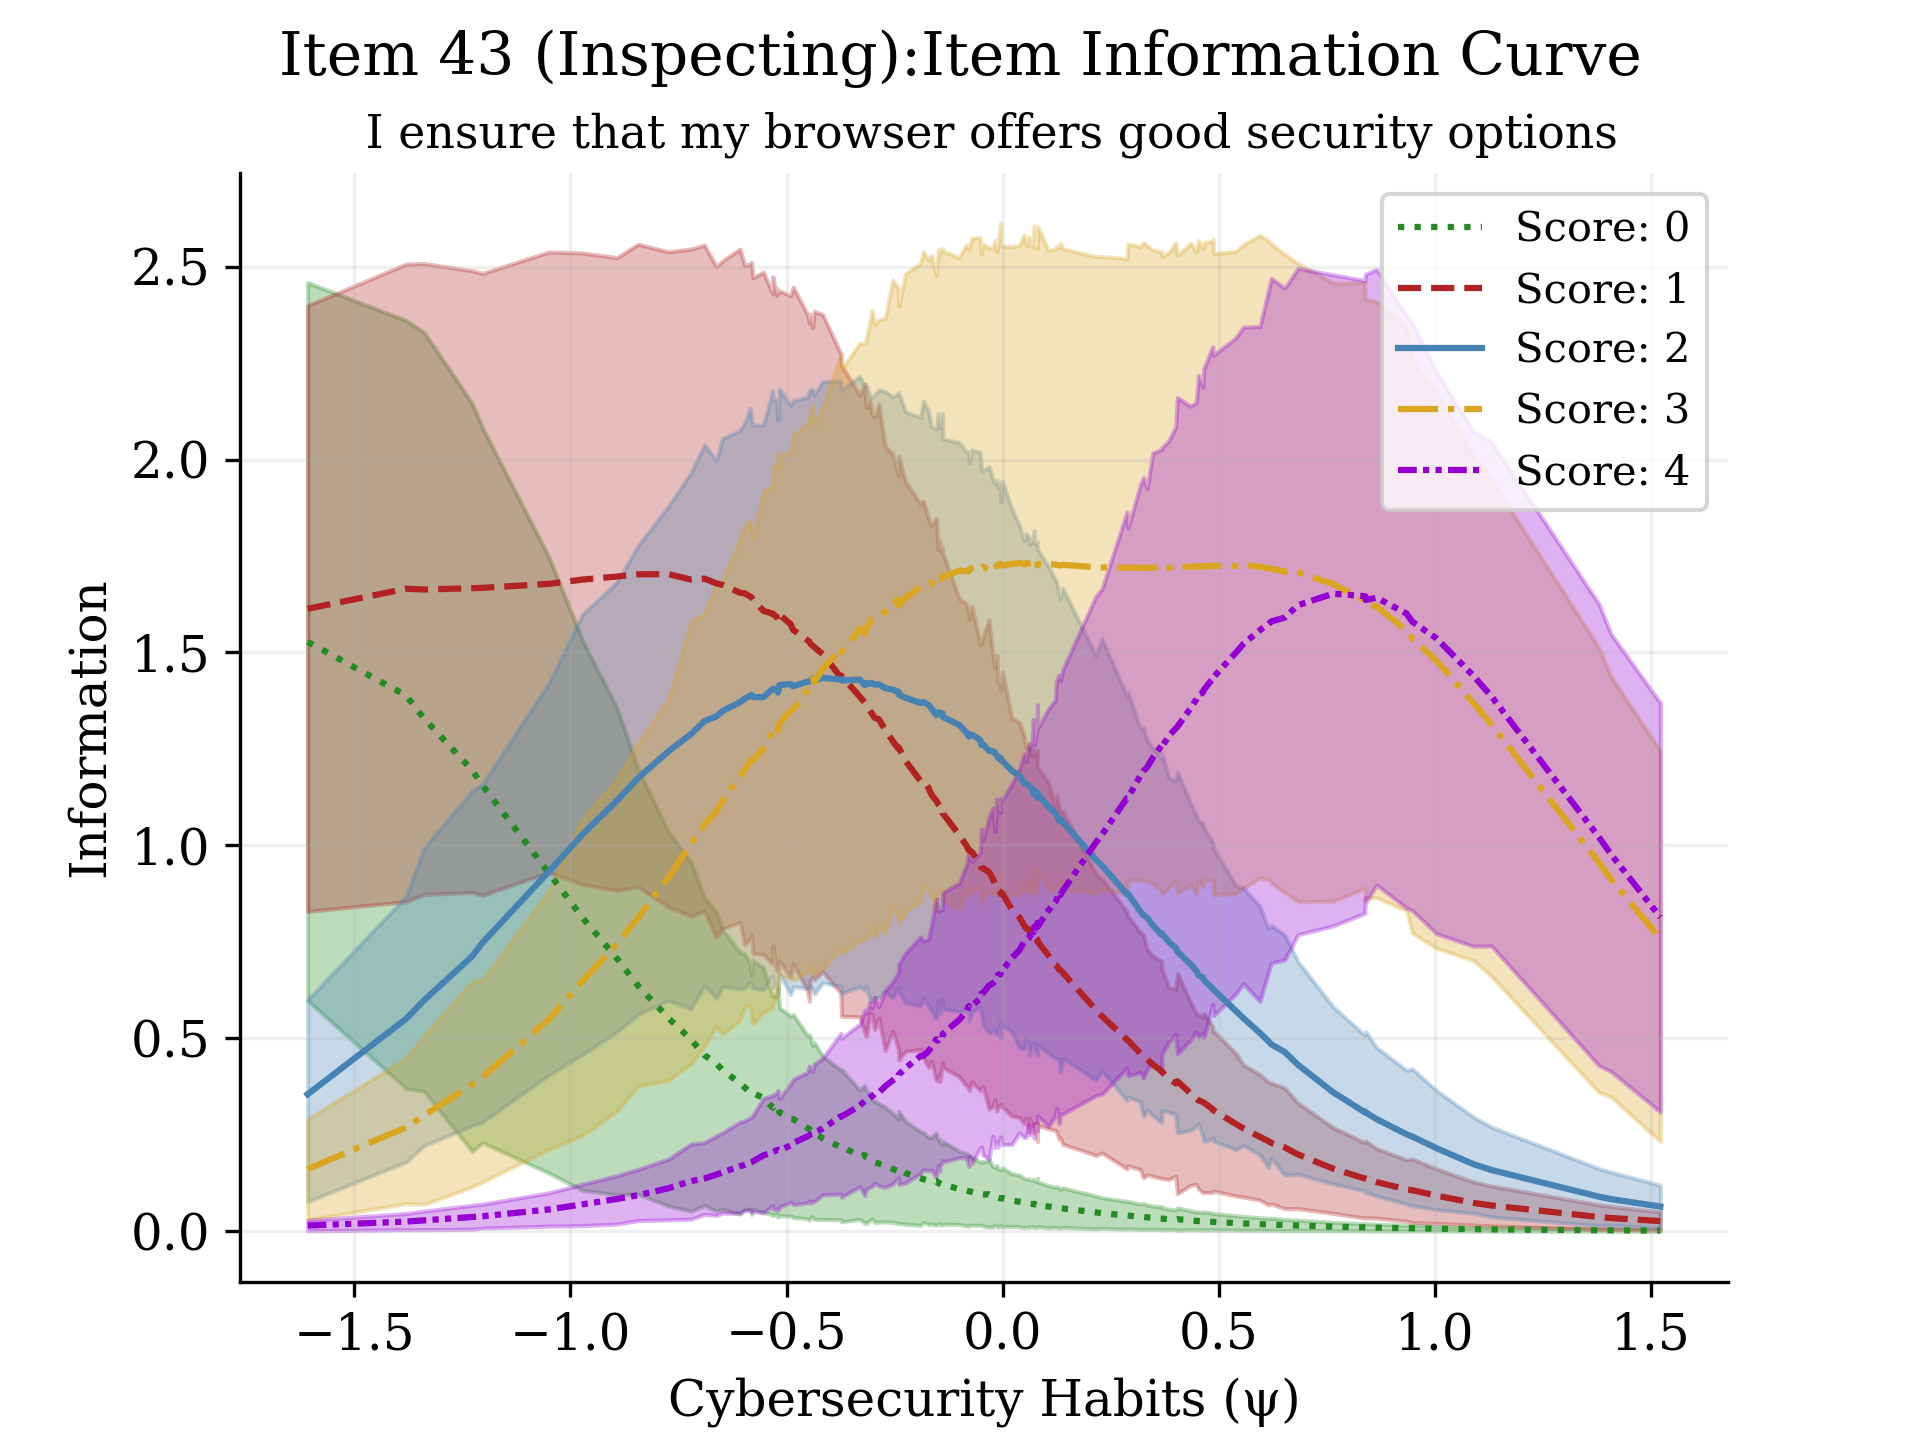 Item 43 (Inspecting):Item Information Curve
I ensure that my browser offers good security options
Score: 0
Score: 1
Score: 2
Score: 3
Score: 4
2.5
2.0
1.5
1.0
0.5
0.0
Information
−1.5 −1.0 −0.5 0.0 0.5 1.0 1.5
Cybersecurity Habits (ψ)